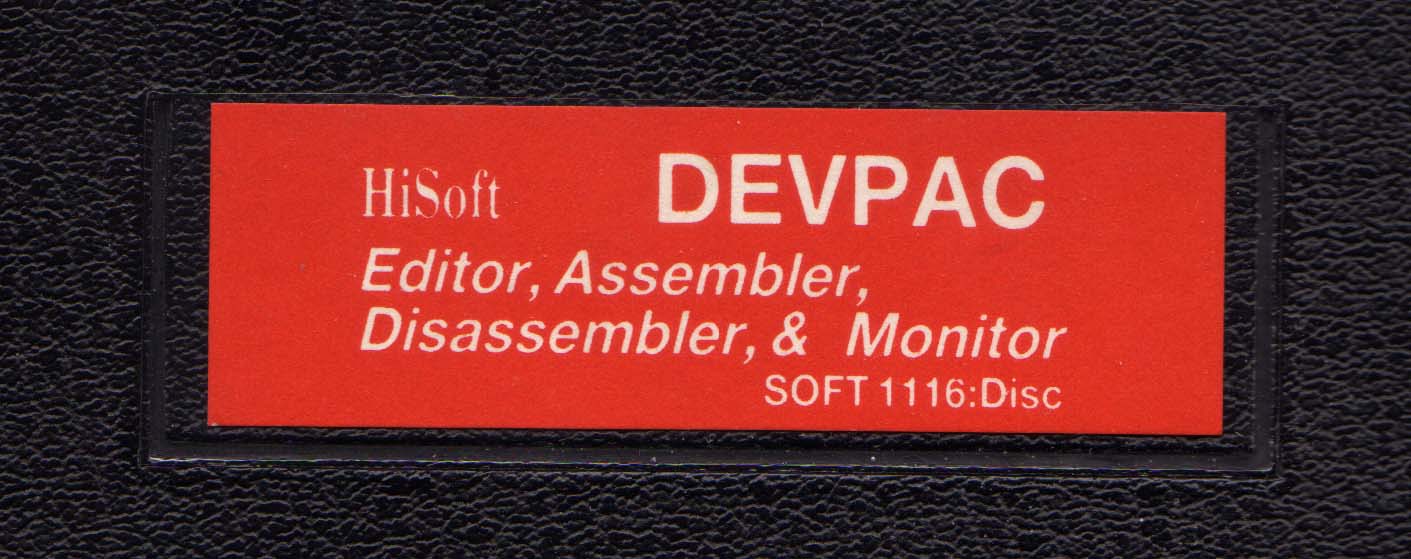 HiSoft DEVPAC
Editor, Assembler,
Disassembler, & Monitor
SOFT 1116:Disc